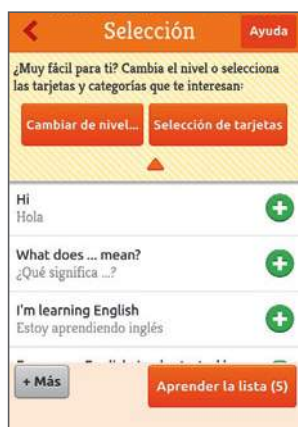 Selección
Ayuda
¿Muy fácil para ti? Cambia el nivel o selecciona
las tarjetas y categorías que te interesan:
Cambiar de nivel...
Selección de tarjetas
Hi
Hola
What does ... mean?
¿Qué significa ...?
I'm learning English
Estoy aprendiendo inglés
+ Más
Aprender la lista (5)